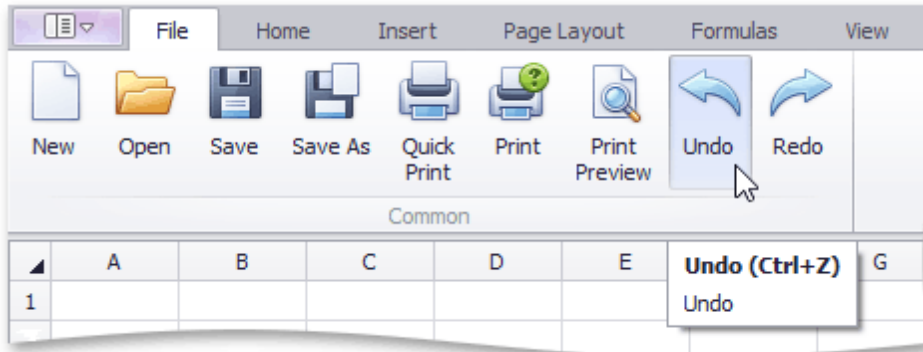 File Home Insert Page Layout Formulas View
New Open Save Save As Quick Print Print Print Preview Undo Redo
Common
A B C D E G
Undo (Ctrl+Z)
1
Undo